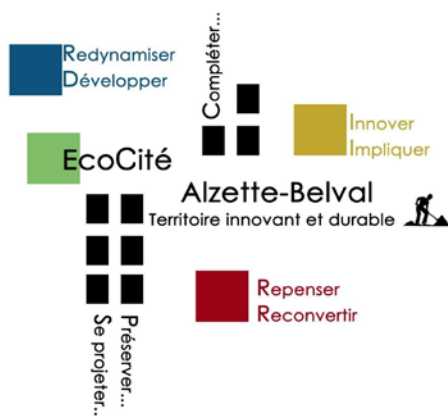 Redynamiser
Développer
Compléter...
Innover
Impliquer
EcoCité
Alzette-Belval
Territoire innovant et durable
Se projeter...
Préserver...
Repenser
Reconvertir